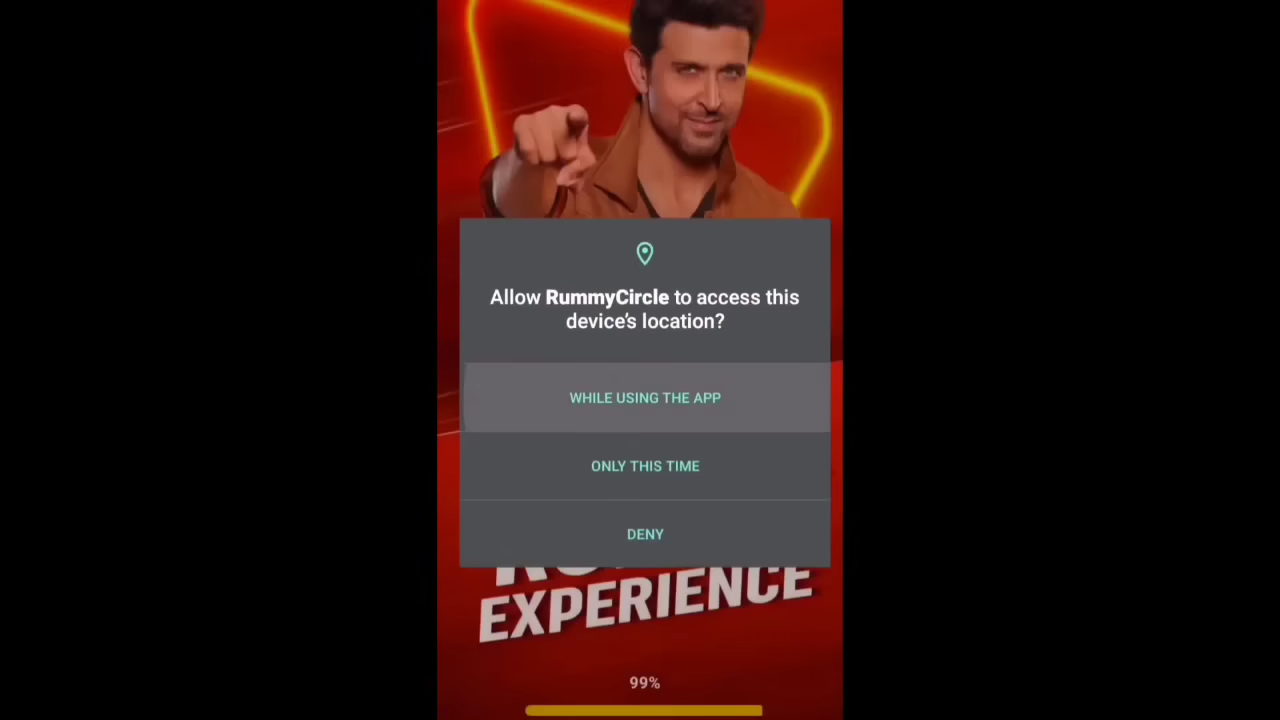 Allow RummyCircle to access this
device's location?
WHILE USING THE APP
ONLY THIS TIME
DENY
EXPERIENCE
99%